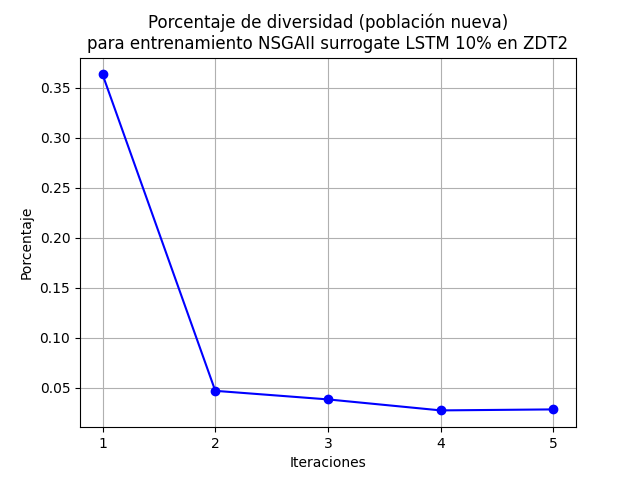 Porcentaje de diversidad (población nueva)
para entrenamiento NSGAII surrogate LSTM 10% en ZDT2
0.35
0.30
0.25
0.20
0.15
0.10
0.05
Porcentaje
1 2 3 4 5
Iteraciones